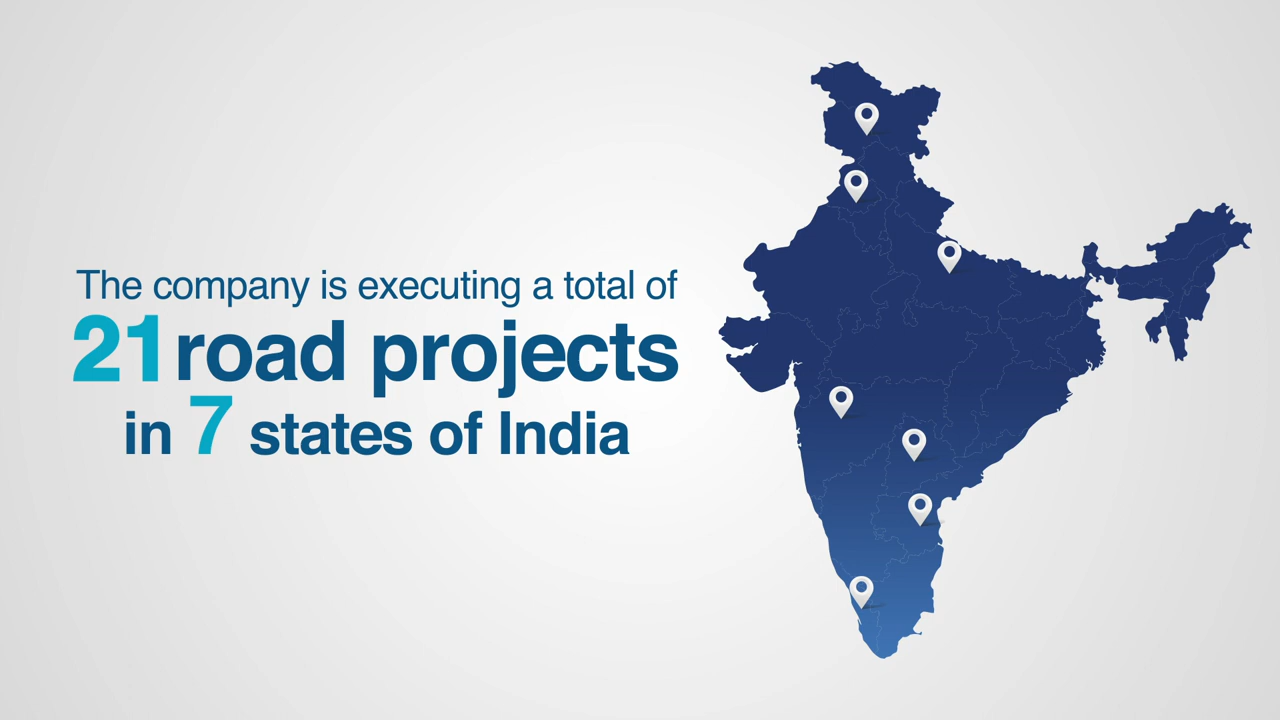 The company is executing a total of
21 road projects
in 7 states of India